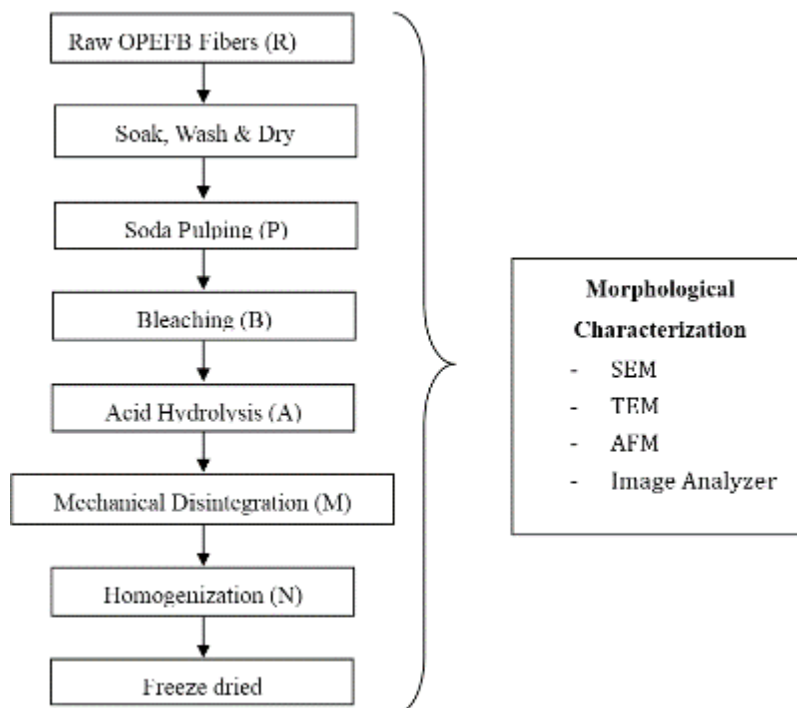 Raw OPEFB Fibers (R)
Soak, Wash & Dry
Soda Pulping (P)
Bleaching (B)
Acid Hydrolysis (A)
Mechanical Disintegration (M)
Homogenization (N)
Freeze dried
Morphological
Characterization
- SEM
- TEM
- AFM
- Image Analyzer